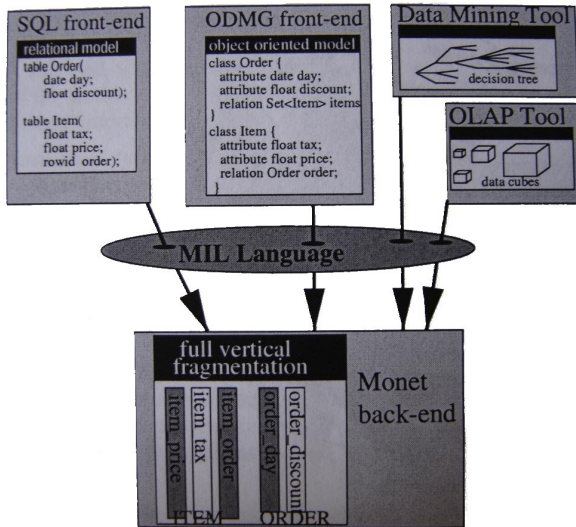 SQL front-end
relational model
table Order(
date day;
float discount);
table Item(
float tax;
float price;
rowid order);
ODMG front-end
object oriented model
class Order {
attribute date day;
attribute float discount;
relation Set<Item> items
}
class Item {
attribute float tax;
attribute float price;
relation Order order;
}
Data Mining Tool
decision tree
OLAP Tool
data cubes
MIL Language
full vertical
fragmentation
item_price
item_tax
item_order
order_day
order_discount
ITEM
ORDER
Monet
back-end